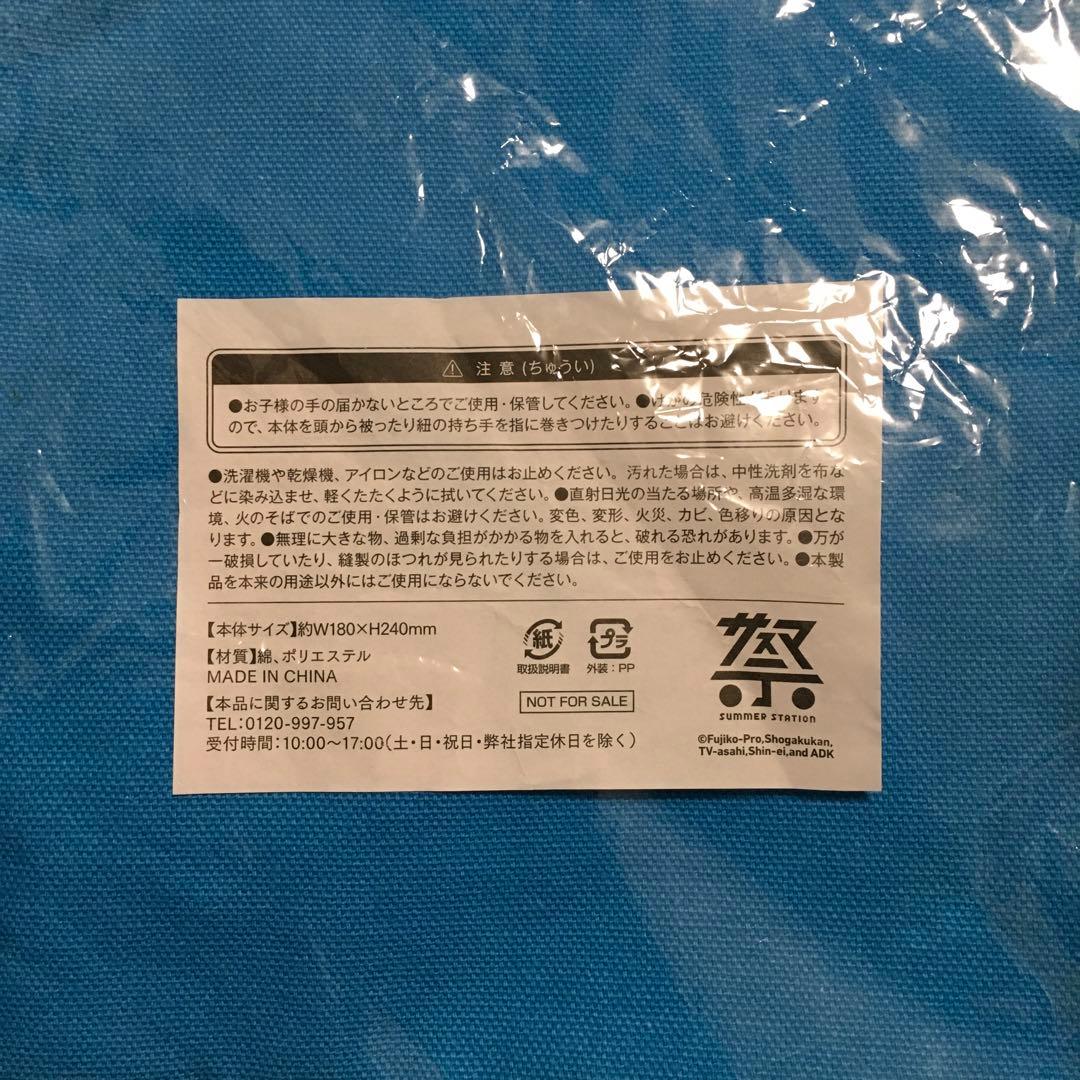 ⚠ 注意(ちゅうい)
●お子様の手の届かないところでご使用・保管してください。●けがの危険性がありますので、
ので、本体を頭から被ったり紐の持ち手を指に巻きつけたりすることはお避けください。
●洗濯機や乾燥機、アイロンなどのご使用はお止めください。汚れた場合は、中性洗剤を布な
どに染み込ませ、軽くたたくように拭いてください。●直射日光の当たる場所や、高温多湿な環
境、火のそばでのご使用・保管はお避けください。変色、変形、火災、カビ、色移りの原因とな
ります。●無理に大きな物、過剰な負担がかかる物を入れると、破れる恐れがあります。●万が
一破損していたり、縫製のほつれが見られたりする場合は、ご使用をお止めください。●本製
品を本来の用途以外にはご使用にならないでください。
【本体サイズ】約W180×H240mm
【材質】綿、ポリエステル
MADE IN CHINA
【本品に関するお問い合わせ先】
TEL:0120-997-957
受付時間:10:00〜17:00(土・日・祝日・弊社指定休日を除く)
紙
取扱説明書
プラ
外装:PP
NOT FOR SALE
サマ
祭
SUMMER STATION
©Fujiko-Pro,Shogakukan,
TV-asahi,Shin-ei,and ADK